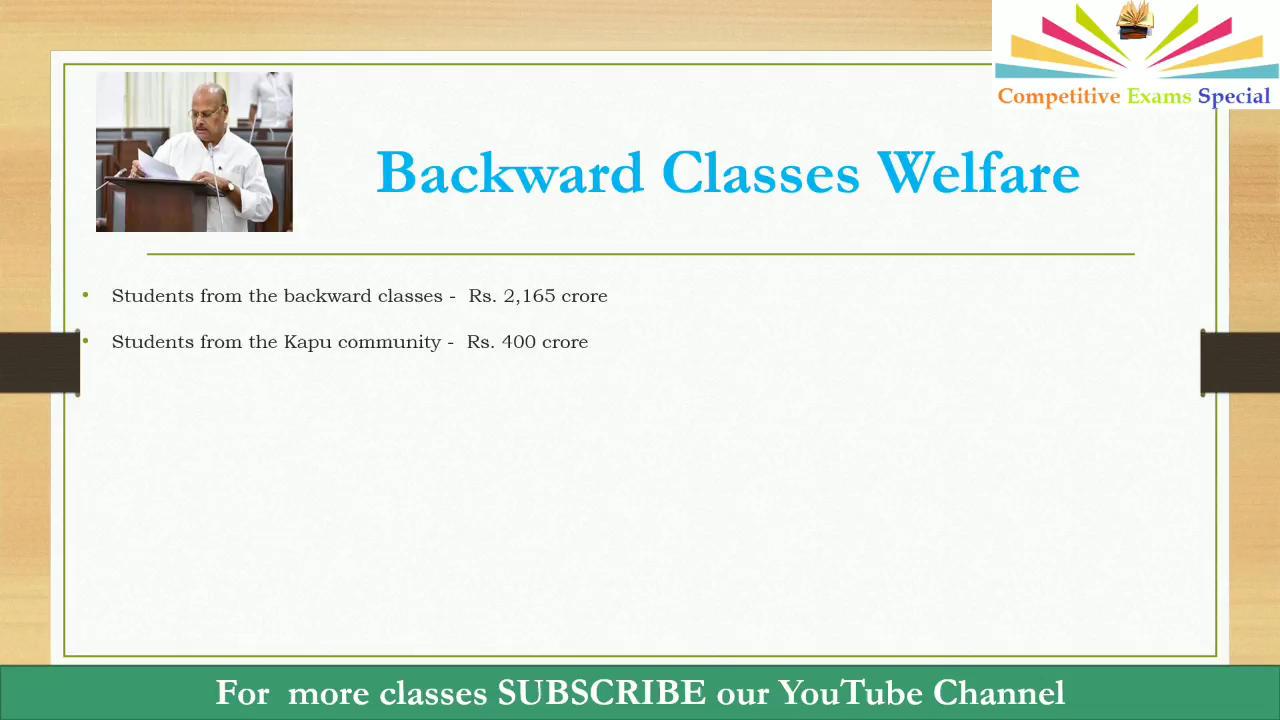 Competitive Exams Special
Backward Classes Welfare
• Students from the backward classes - Rs. 2,165 crore
• Students from the Kapu community - Rs. 400 crore
For more classes SUBSCRIBE our YouTube Channel